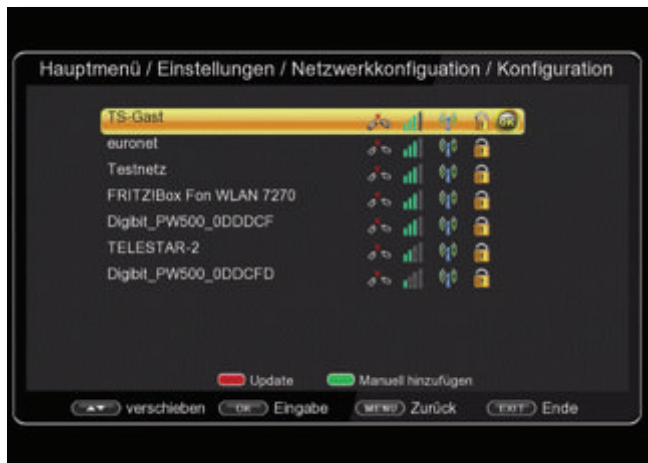 Hauptmenü / Einstellungen / Netzwerkkonfiguation / Konfiguration
TS-Gast OK
euronet
Testnetz
FRITZ!Box Fon WLAN 7270
Digibit_PW500_0DDDCF
TELESTAR-2
Digibit_PW500_0DDCFD
Update Manuell hinzufügen
verschieben OK Eingabe MENU Zurück EXIT Ende